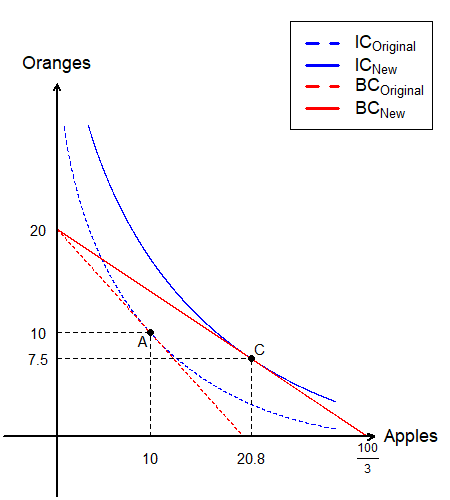 IC_Original
IC_New
BC_Original
BC_New
Oranges
20
10
7.5
A
C
Apples
10
20.8
100
3